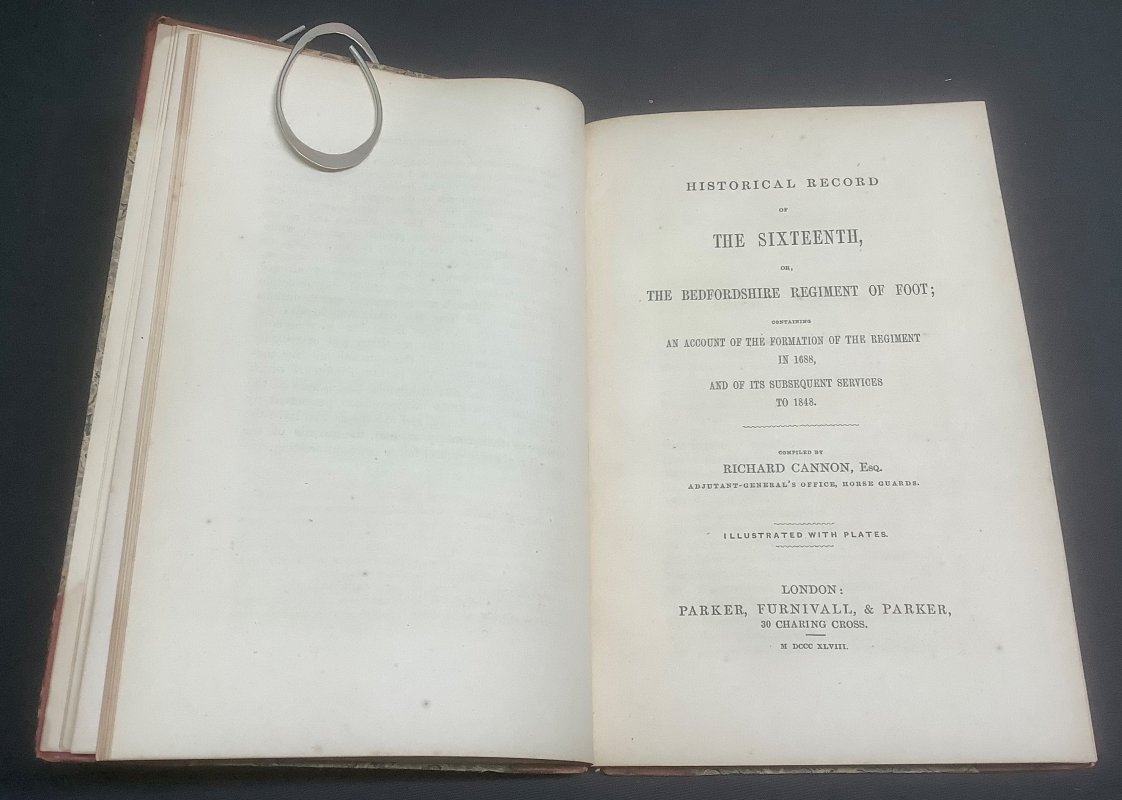 HISTORICAL RECORD
OF
THE SIXTEENTH,
OR,
THE BEDFORDSHIRE REGIMENT OF FOOT;
CONTAINING
AN ACCOUNT OF THE FORMATION OF THE REGIMENT
IN 1688,
AND OF ITS SUBSEQUENT SERVICES
TO 1848.
COMPILED BY
RICHARD CANNON, Esq.
ADJUTANT-GENERAL'S OFFICE, HORSE GUARDS.
ILLUSTRATED WITH PLATES.
LONDON:
PARKER, FURNIVALL, & PARKER,
30 CHARING CROSS.
M DCCC XLVIII.